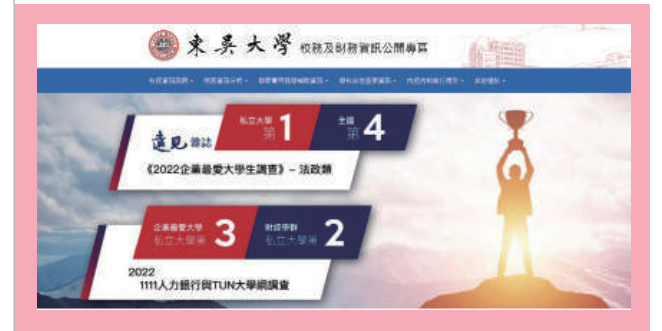 東吳大學 校務及財務資訊公開專區
遠見雜誌
私立大學
第1
全國
第4
《2022企業最愛大學生調查》- 法政類
企業最愛大學
私立大學第3
財經學群
私立大學第2
2022
1111人力銀行與TUN大學網調查